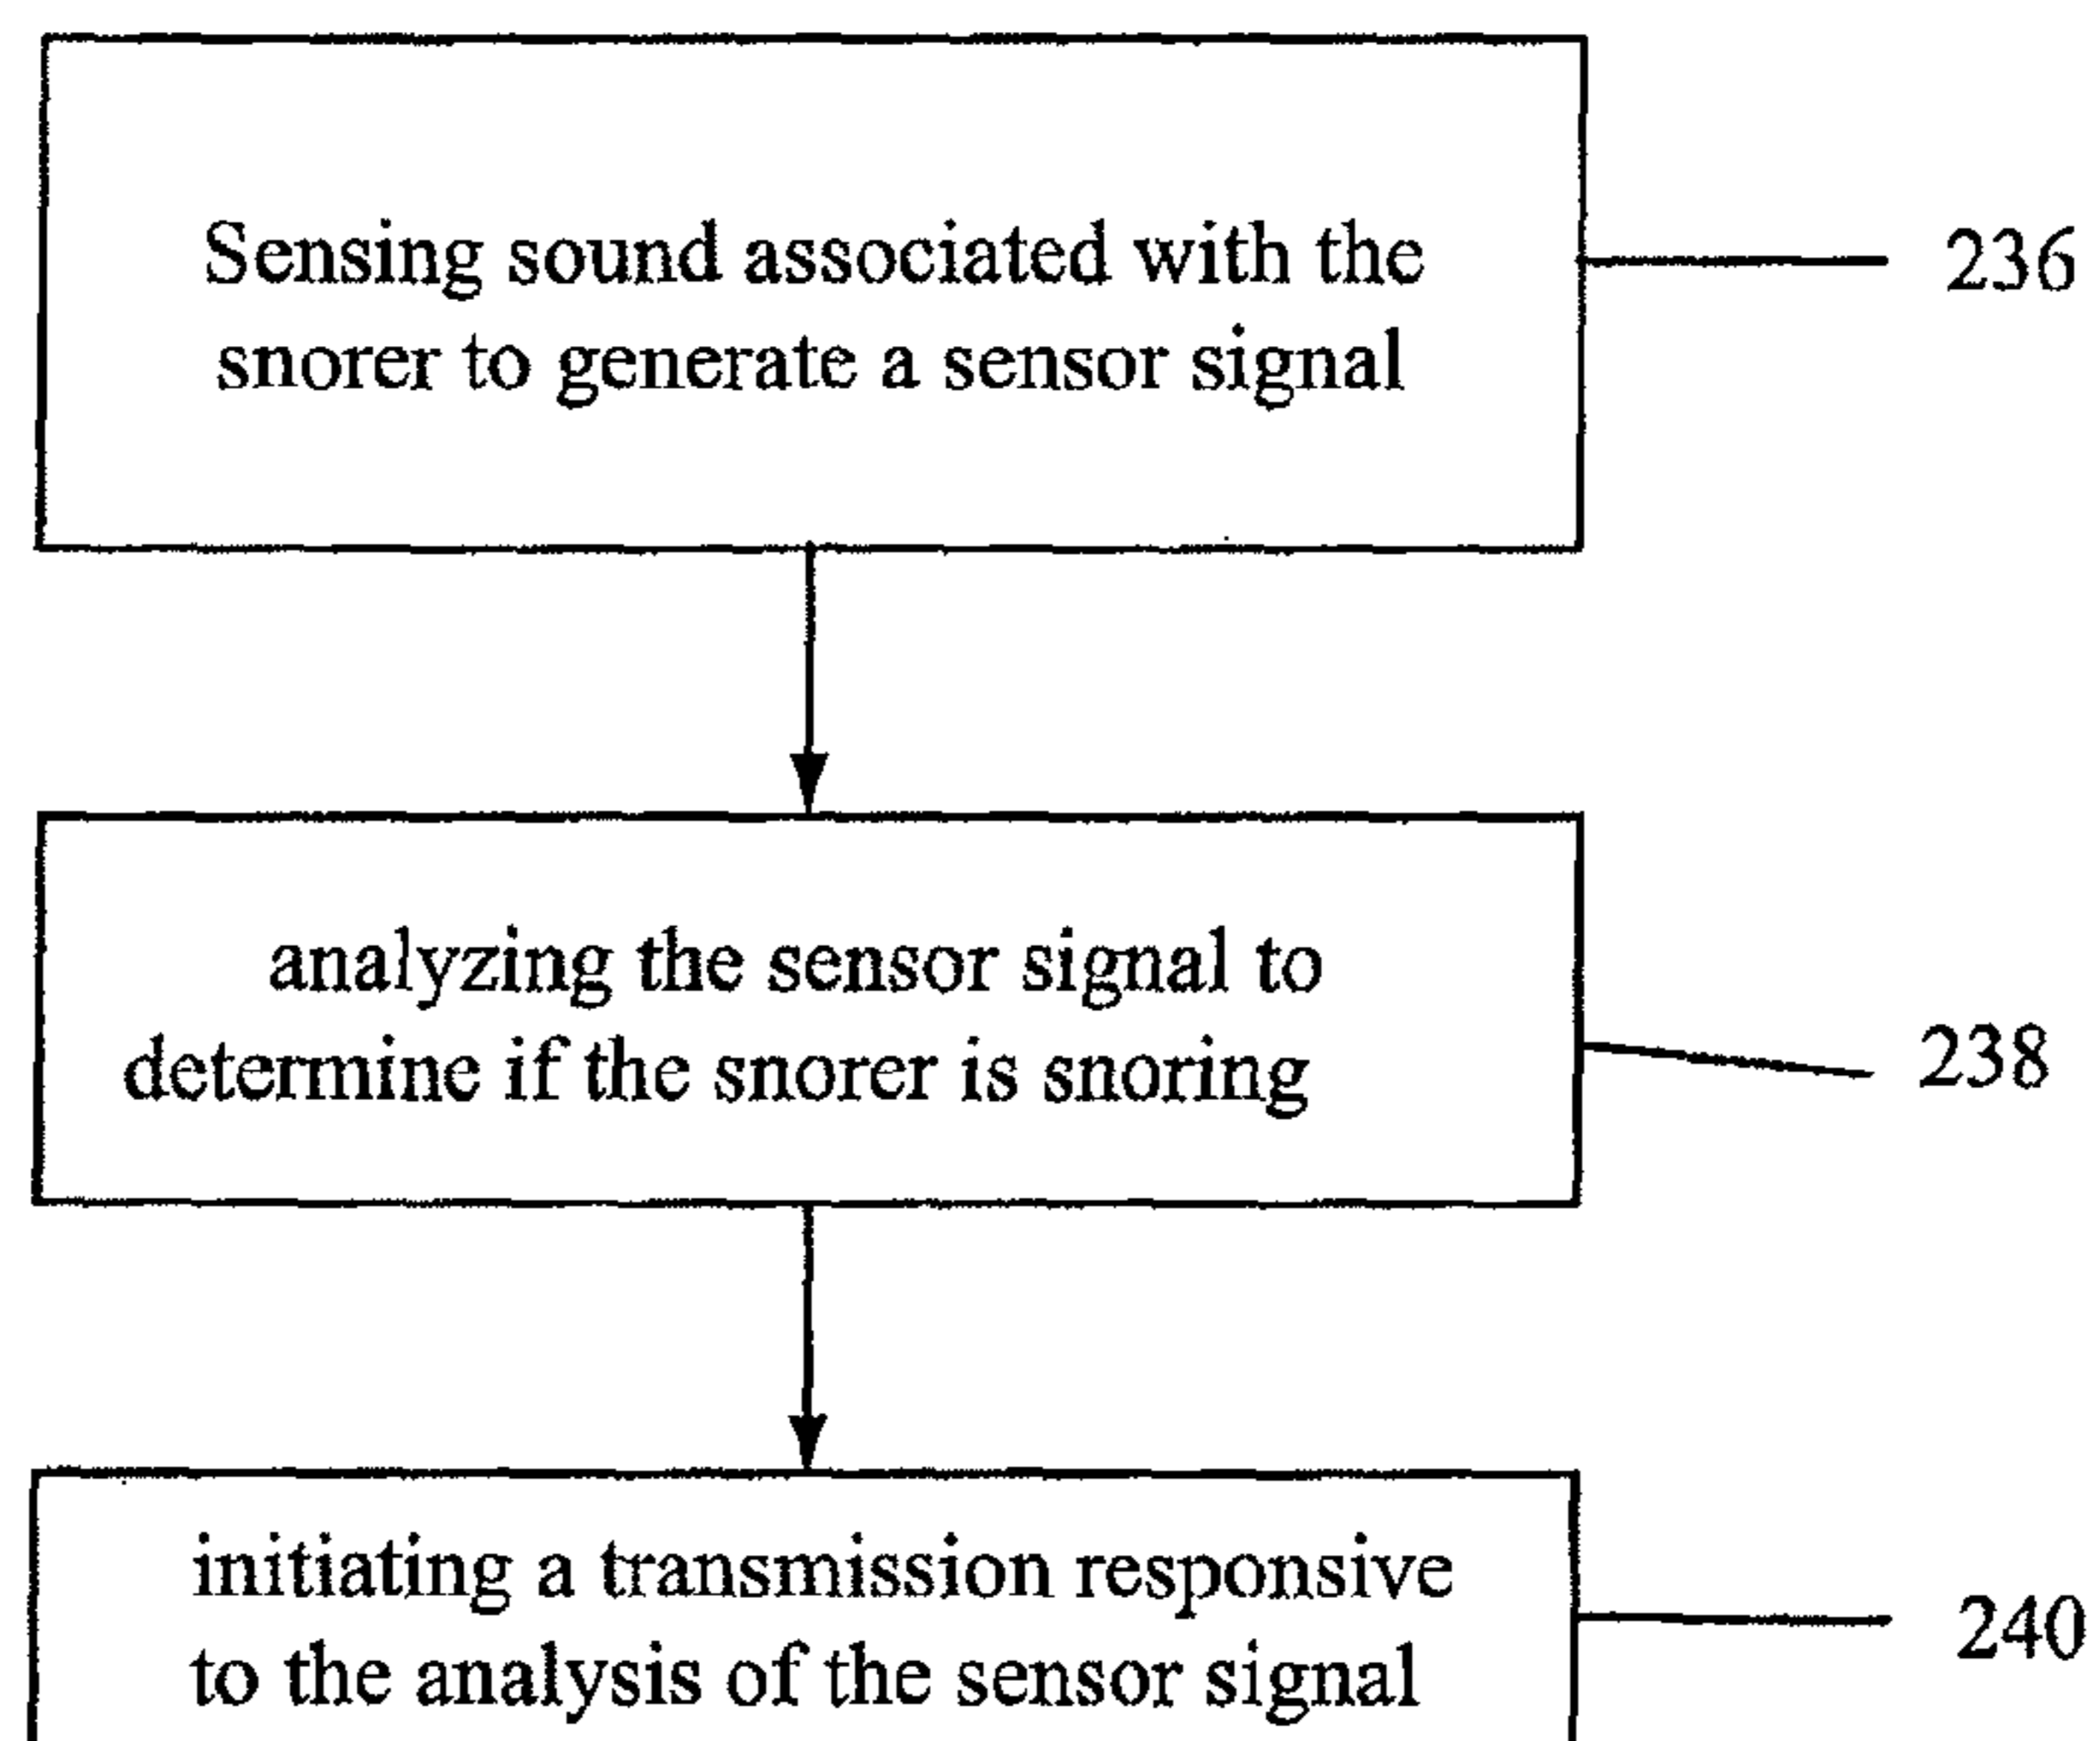 Sensing sound associated with the
snorer to generate a sensor signal
236
analyzing the sensor signal to
determine if the snorer is snoring
238
initiating a transmission responsive
to the analysis of the sensor signal
240